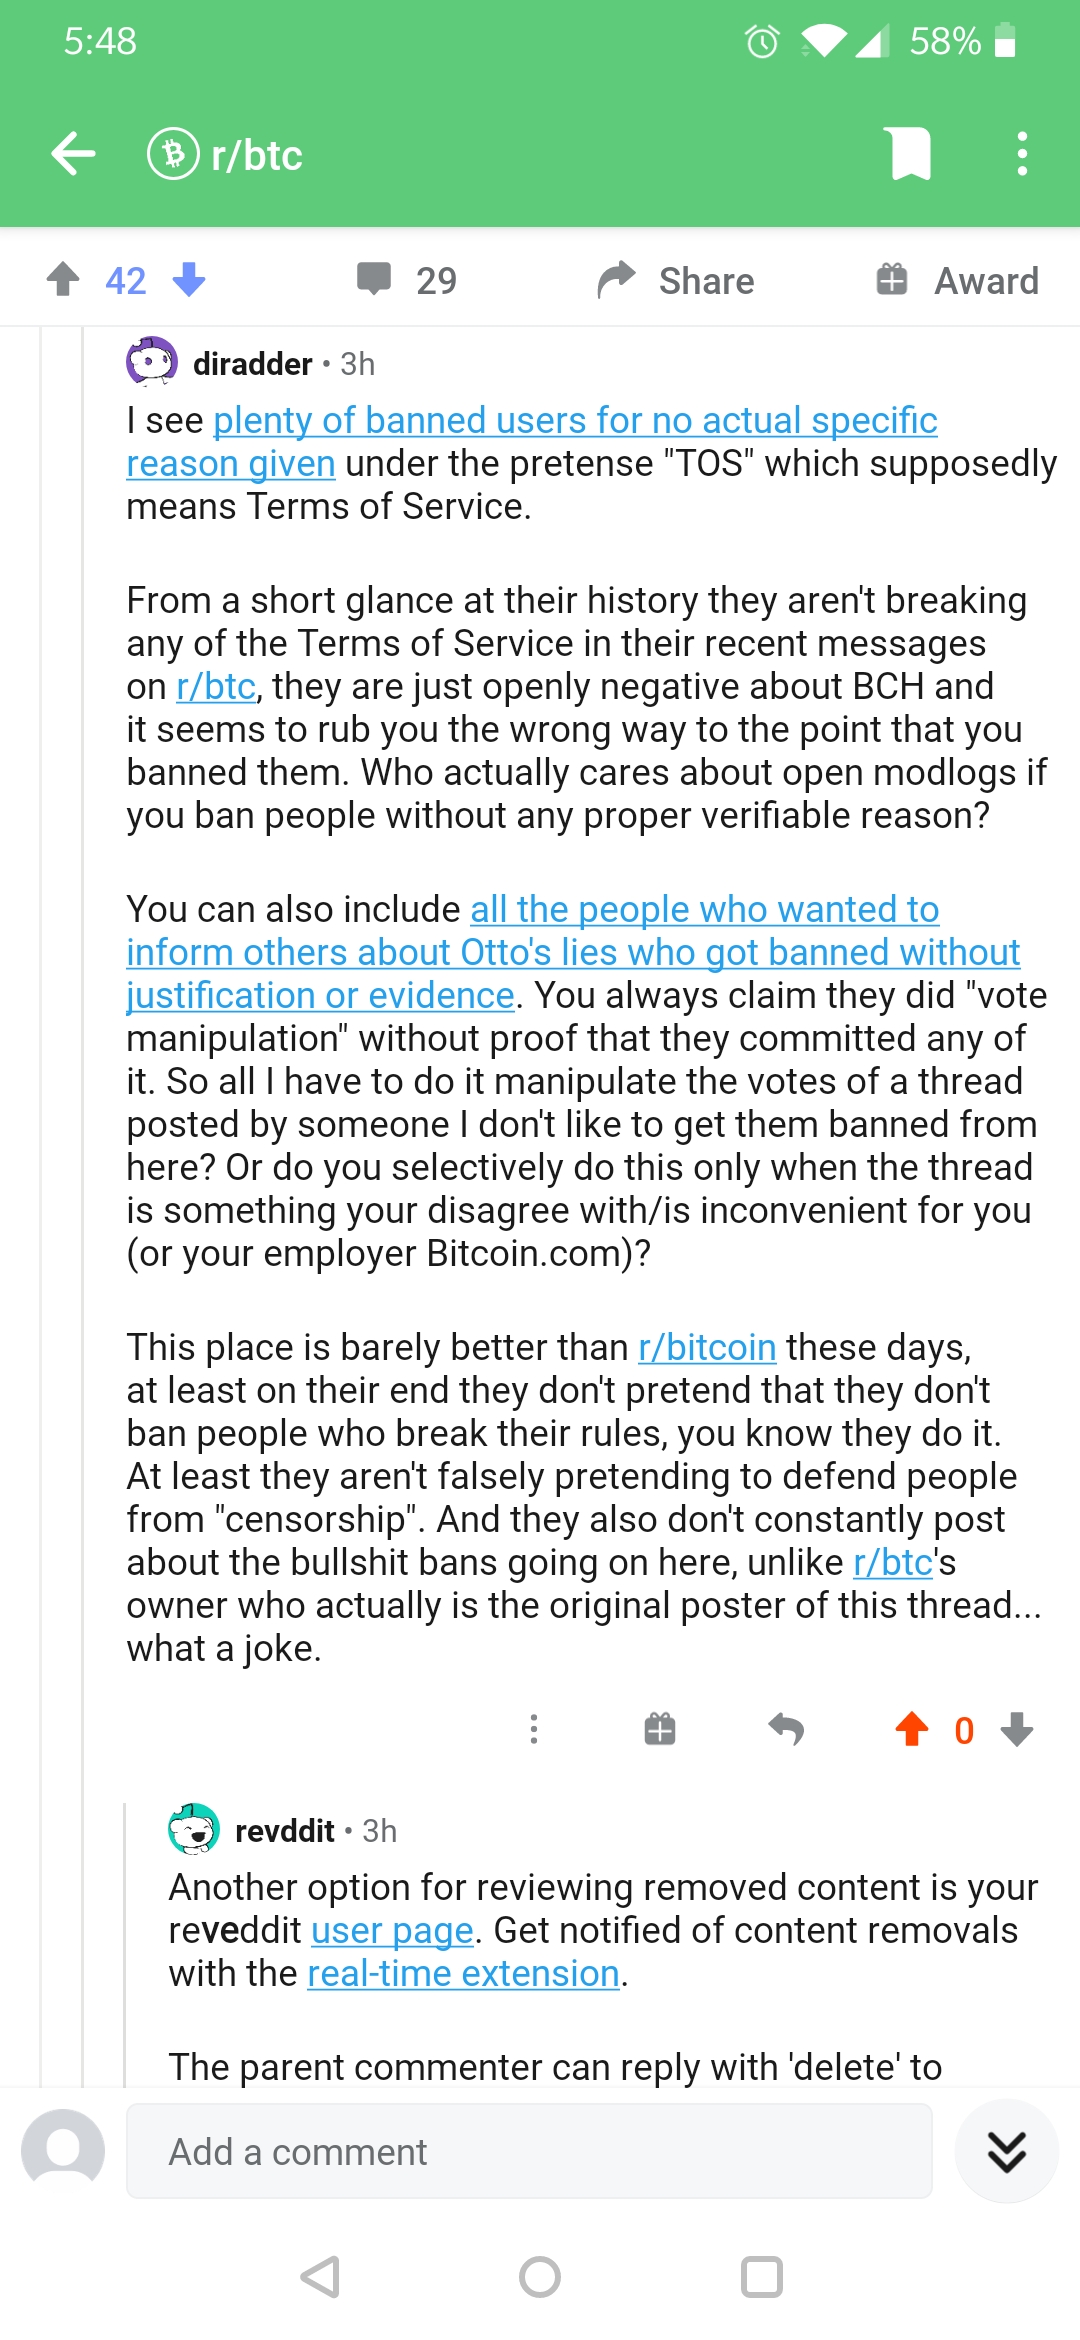 5:48
58%
r/btc
42
29
Share
Award
diradder • 3h
I see plenty of banned users for no actual specific
reason given under the pretense "TOS" which supposedly
means Terms of Service.
From a short glance at their history they aren't breaking
any of the Terms of Service in their recent messages
on r/btc, they are just openly negative about BCH and
it seems to rub you the wrong way to the point that you
banned them. Who actually cares about open modlogs if
you ban people without any proper verifiable reason?
You can also include all the people who wanted to
inform others about Otto's lies who got banned without
justification or evidence. You always claim they did "vote
manipulation" without proof that they committed any of
it. So all I have to do it manipulate the votes of a thread
posted by someone I don't like to get them banned from
here? Or do you selectively do this only when the thread
is something your disagree with/is inconvenient for you
(or your employer Bitcoin.com)?
This place is barely better than r/bitcoin these days,
at least on their end they don't pretend that they don't
ban people who break their rules, you know they do it.
At least they aren't falsely pretending to defend people
from "censorship". And they also don't constantly post
about the bullshit bans going on here, unlike r/btc's
owner who actually is the original poster of this thread...
what a joke.
0
revddit • 3h
Another option for reviewing removed content is your
reveddit user page. Get notified of content removals
with the real-time extension.
The parent commenter can reply with 'delete' to
Add a comment